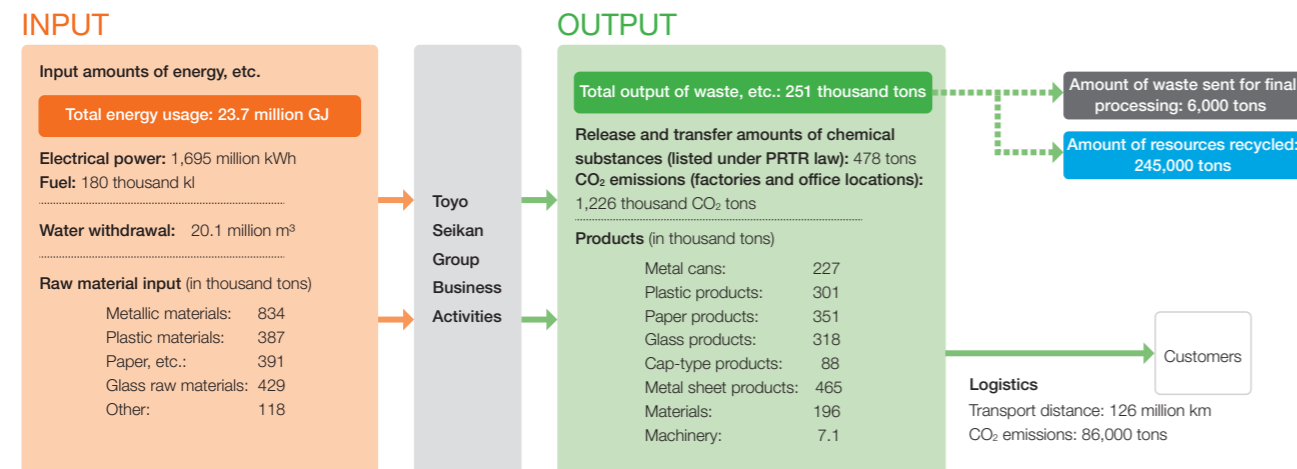 INPUT
Input amounts of energy, etc.
Total energy usage: 23.7 million GJ
Electrical power: 1,695 million kWh
Fuel: 180 thousand kl
Water withdrawal: 20.1 million m³
Raw material input (in thousand tons)
Metallic materials: 834
Plastic materials: 387
Paper, etc.: 391
Glass raw materials: 429
Other: 118
Toyo
Seikan
Group
Business
Activities
OUTPUT
Total output of waste, etc.: 251 thousand tons
Release and transfer amounts of chemical
substances (listed under PRTR law): 478 tons
CO₂ emissions (factories and office locations):
1,226 thousand CO₂ tons
Products (in thousand tons)
Metal cans: 227
Plastic products: 301
Paper products: 351
Glass products: 318
Cap-type products: 88
Metal sheet products: 465
Materials: 196
Machinery: 7.1
Amount of waste sent for final
processing: 6,000 tons
Amount of resources recycled:
245,000 tons
Customers
Logistics
Transport distance: 126 million km
CO₂ emissions: 86,000 tons